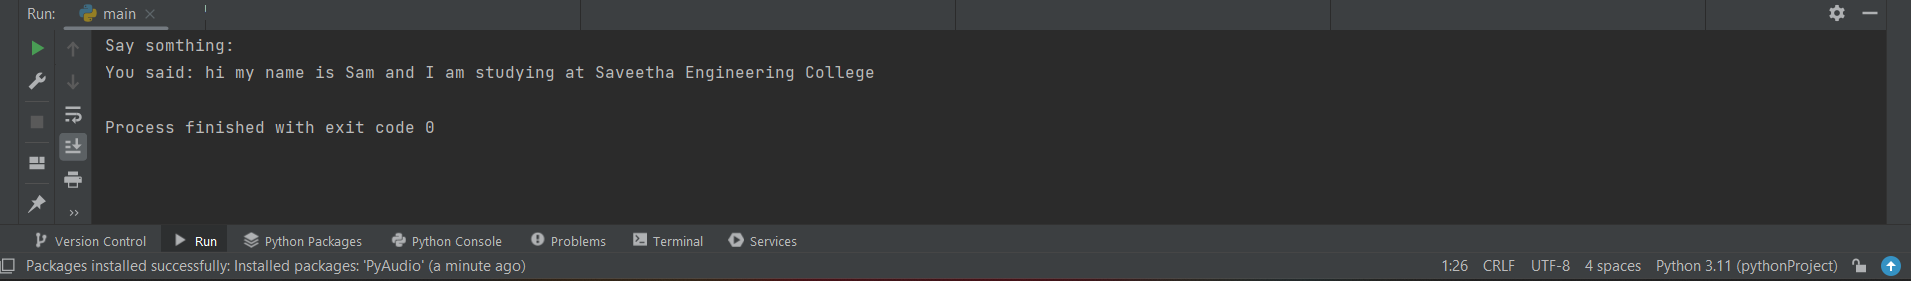 Run: main
Say somthing:
You said: hi my name is Sam and I am studying at Saveetha Engineering College
Process finished with exit code 0
Version Control Run Python Packages Python Console Problems Terminal Services
Packages installed successfully: Installed packages: 'PyAudio' (a minute ago) 1:26 CRLF UTF-8 4 spaces Python 3.11 (pythonProject)